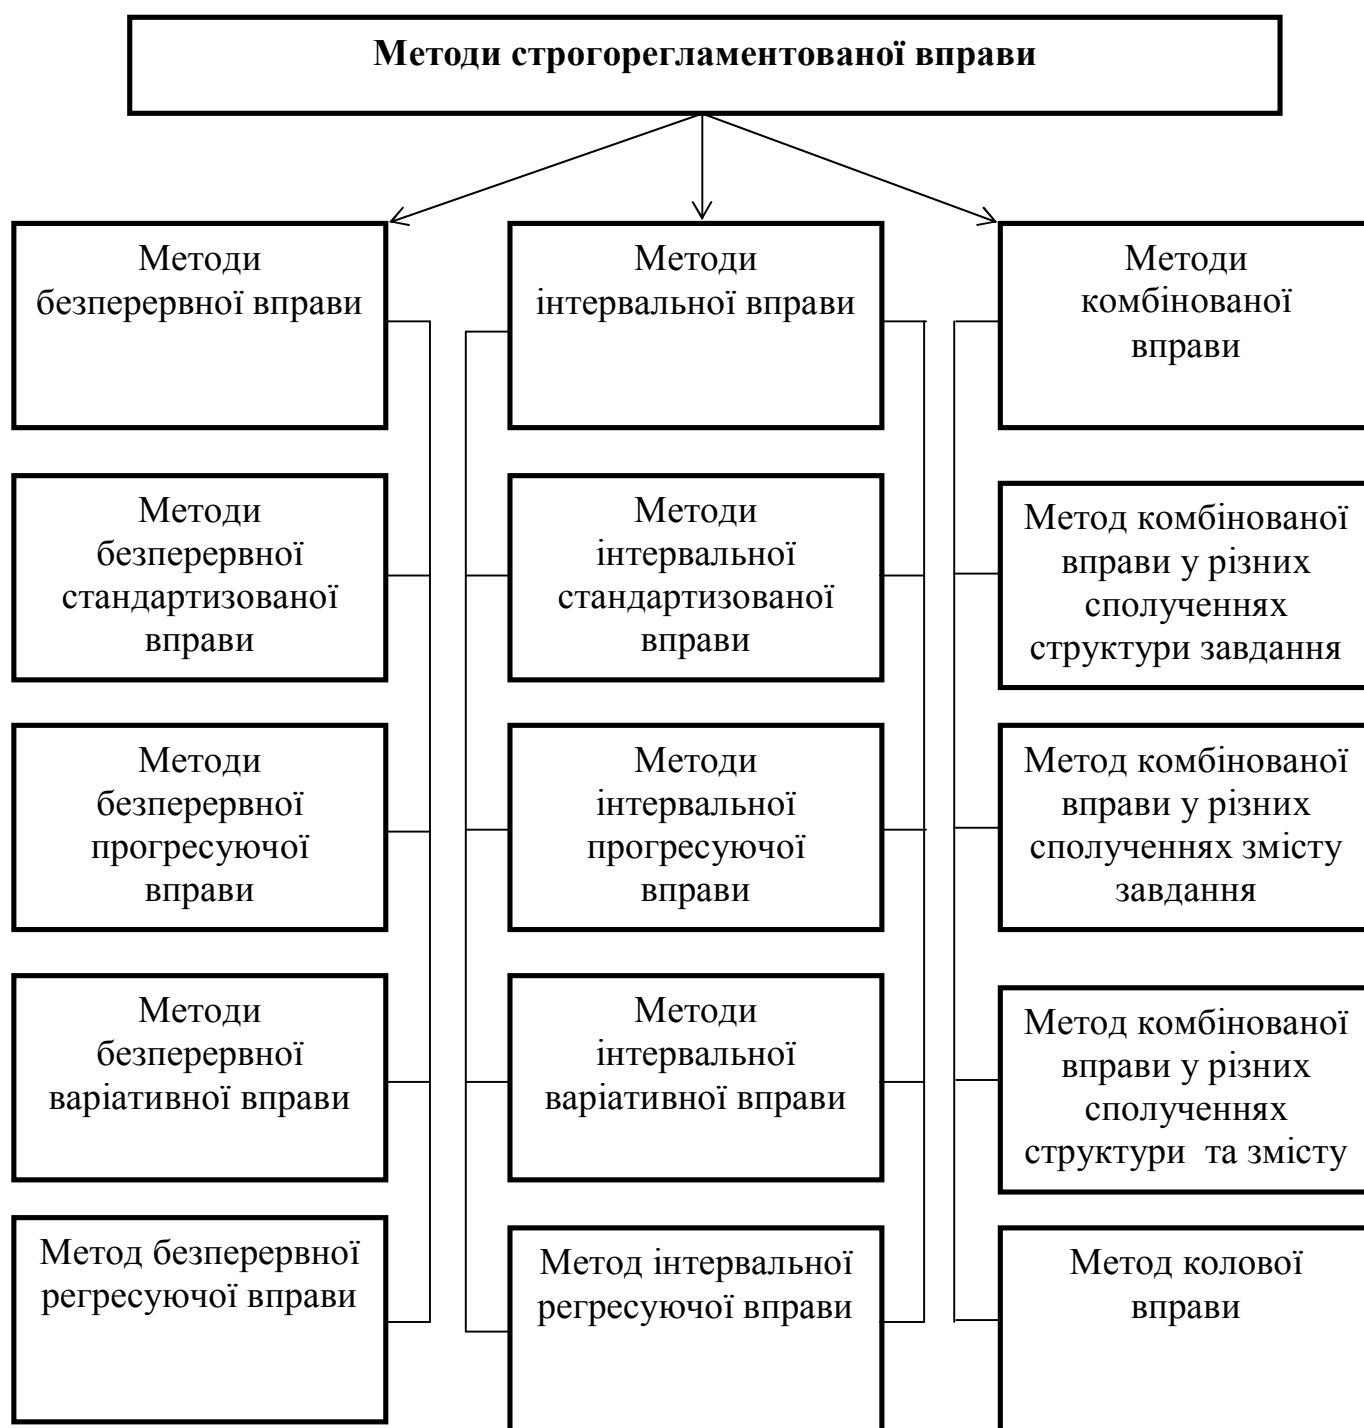 Методи строгорегламентованої вправи
Методи
безперервної вправи
Методи
інтервальної вправи
Методи
комбінованої
вправи
Методи
безперервної
стандартизованої
вправи
Методи
інтервальної
стандартизованої
вправи
Метод комбінованої
вправи у різних
сполученнях
структури завдання
Методи
безперервної
прогресуючої
вправи
Методи
інтервальної
прогресуючої
вправи
Метод комбінованої
вправи у різних
сполученнях змісту
завдання
Методи
безперервної
варіативної вправи
Методи
інтервальної
варіативної вправи
Метод комбінованої
вправи у різних
сполученнях
структури та змісту
Метод безперервної
регресуючої вправи
Метод інтервальної
регресуючої вправи
Метод колової
вправи